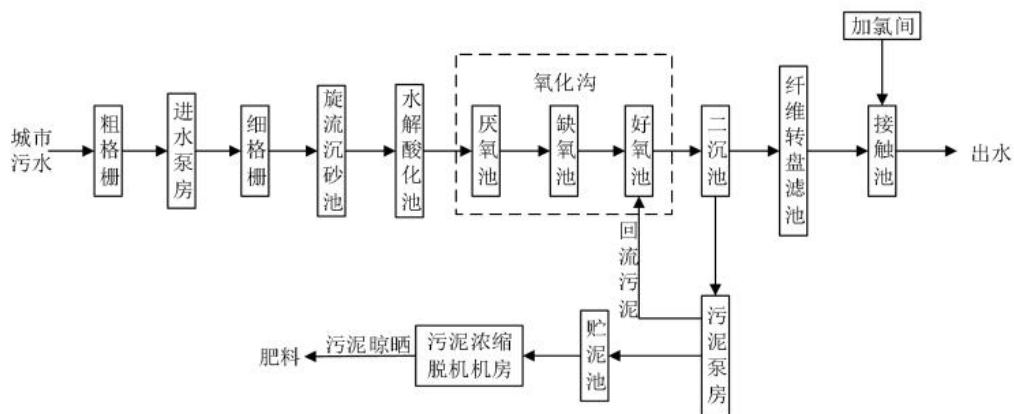 加氯间
氧化沟
城市
污水
粗格栅
进水泵房
细格栅
旋流沉砂池
水解酸化池
厌氧池
缺氧池
好氧池
二沉池
纤维转盘滤池
接触池
出水
回流污泥
肥料
污泥晾晒
污泥浓缩
脱机机房
贮泥池
污泥泵房